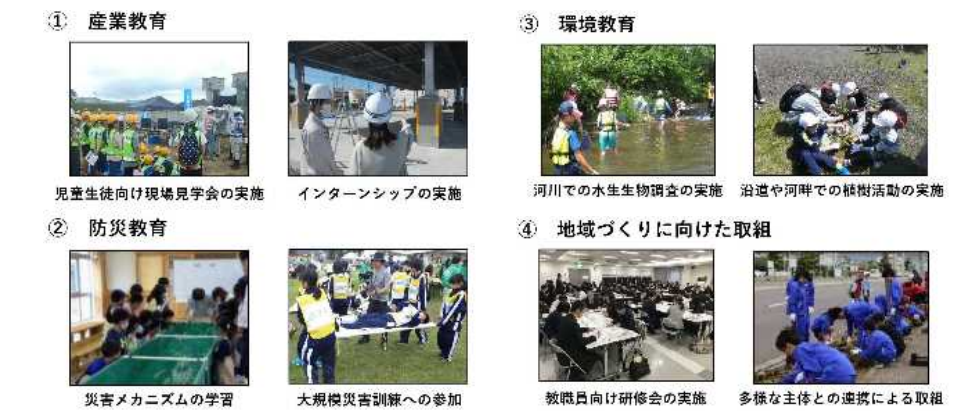 ① 産業教育
児童生徒向け現場見学会の実施
インターンシップの実施
② 防災教育
災害メカニズムの学習
大規模災害訓練への参加
③ 環境教育
河川での水生生物調査の実施
沿道や河畔での植樹活動の実施
④ 地域づくりに向けた取組
教職員向け研修会の実施
多様な主体との連携による取組